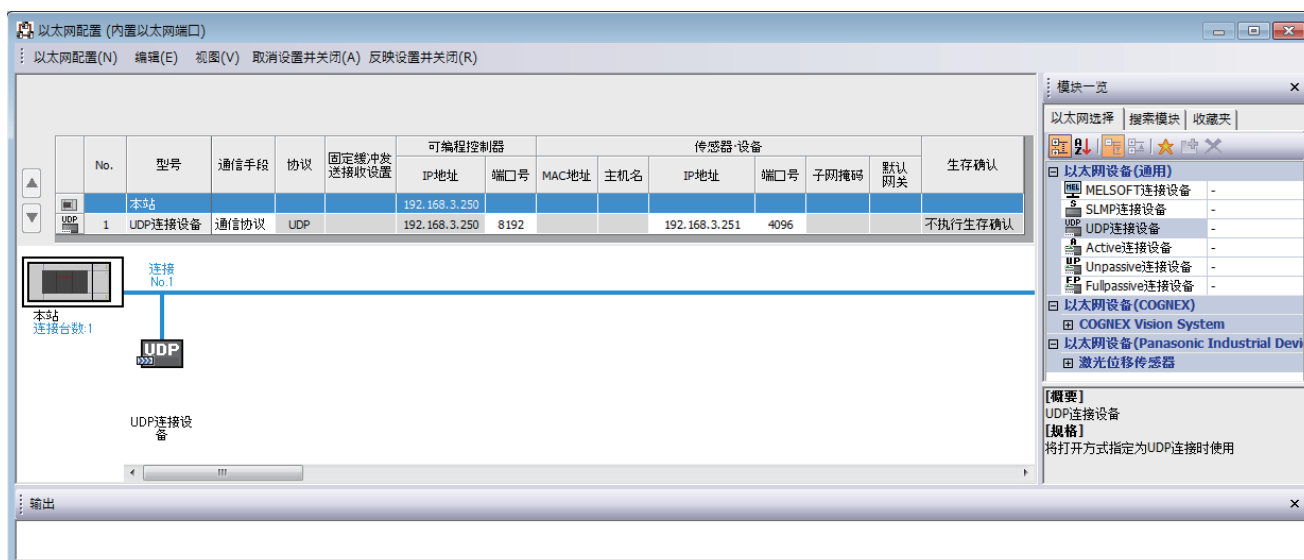 以太网配置 (内置以太网端口)
以太网配置(N) 编辑(E) 视图(V) 取消设置并关闭(A) 反映设置并关闭(R)
No. 型号 通信手段 协议 固定缓冲发送接收设置 可编程控制器 传感器·设备 生存确认
IP地址 端口号 MAC地址 主机名 IP地址 端口号 子网掩码 默认网关
本站 192.168.3.250
UDP 1 UDP连接设备 通信协议 UDP 192.168.3.250 8192 192.168.3.251 4096 不执行生存确认
连接
No.1
本站
连接台数:1
UDP
UDP连接设
备
模块一览
以太网选择 搜索模块 收藏夹
以太网设备(通用)
MEL MELSOFT连接设备 -
S SLMP连接设备 -
UDP UDP连接设备 -
A Active连接设备 -
UP Unpassive连接设备 -
FP Fullpassive连接设备 -
以太网设备(COGNEX)
COGNEX Vision System
以太网设备(Panasonic Industrial Devi
激光位移传感器
[概要]
UDP连接设备
[规格]
将打开方式指定为UDP连接时使用
输出